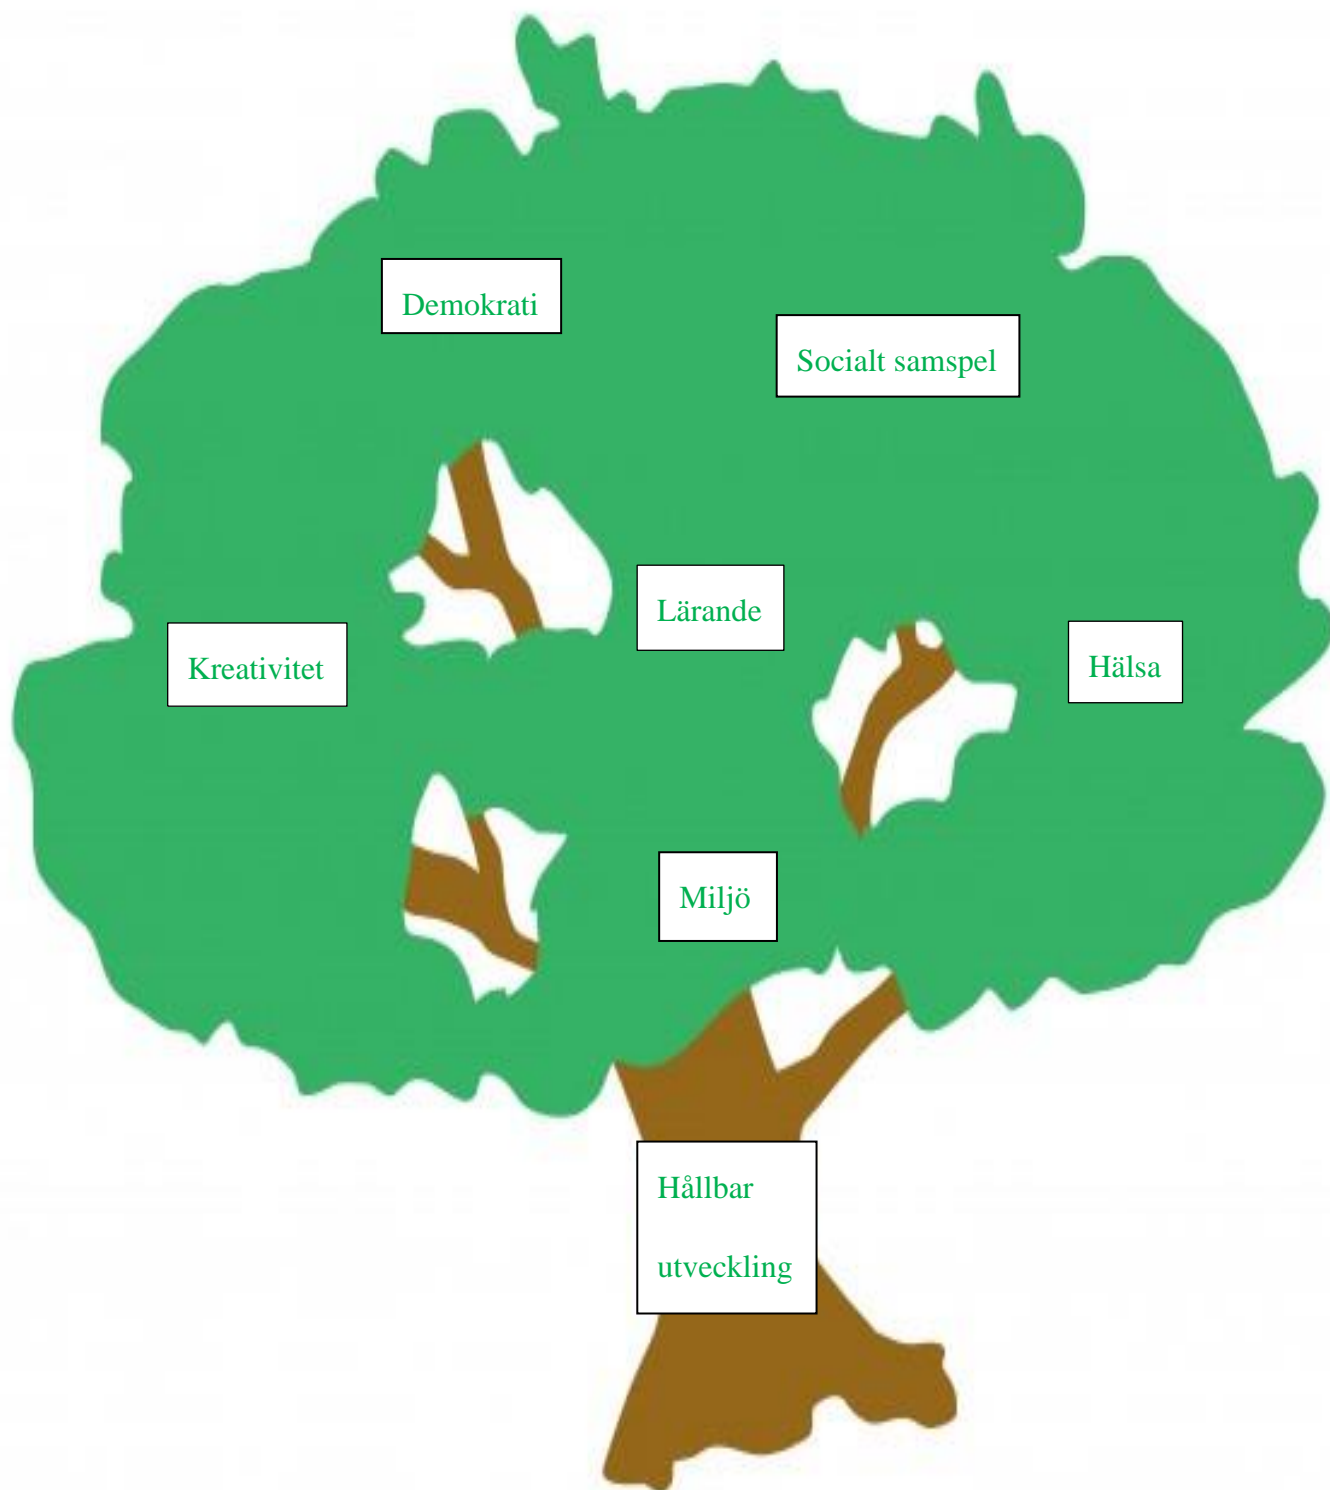 Demokrati
Socialt samspel
Lärande
Kreativitet
Hälsa
Miljö
Hållbar
utveckling